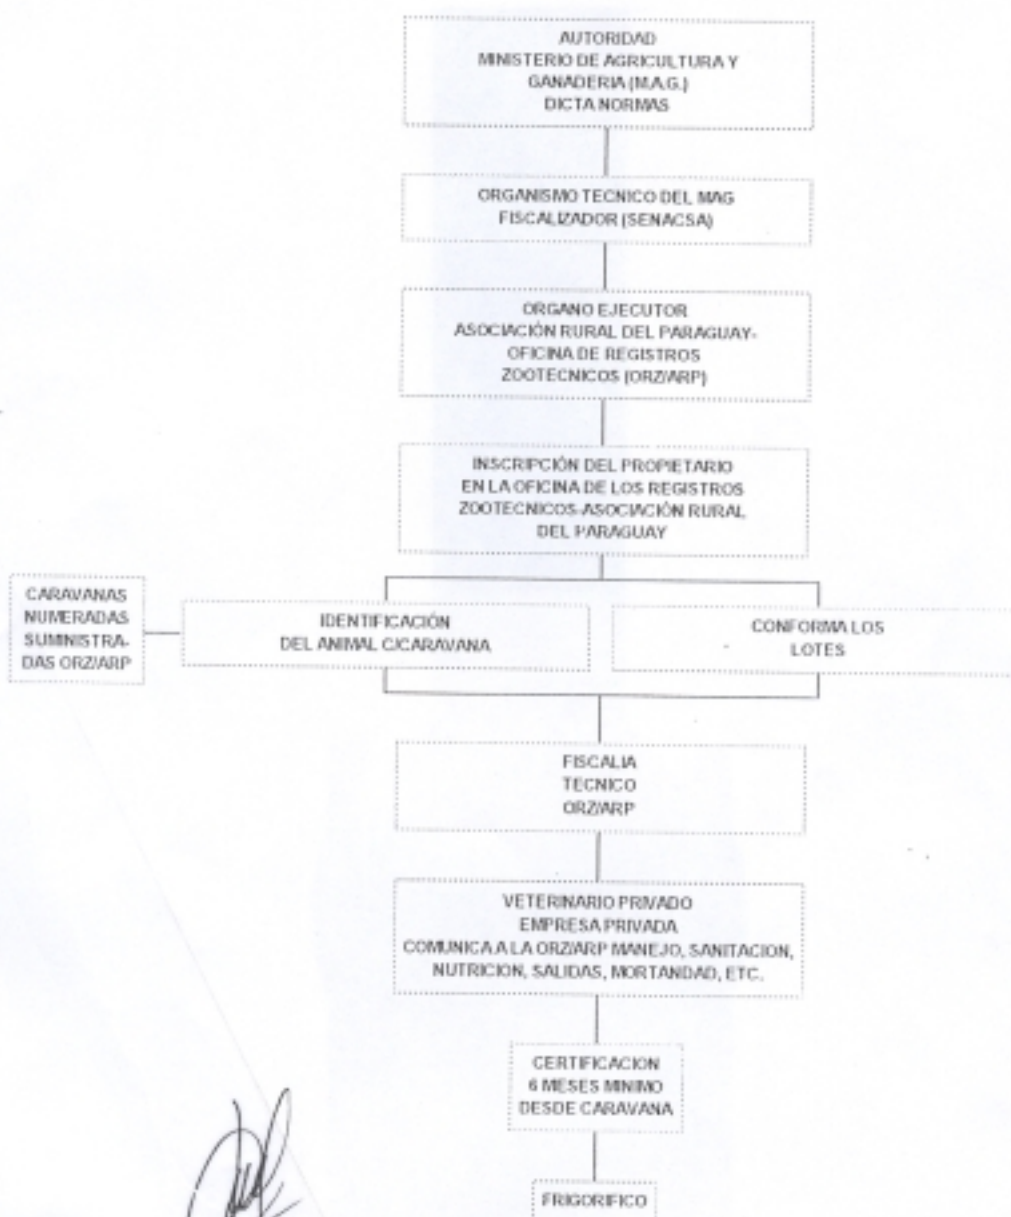 AUTORIDAD
MINISTERIO DE AGRICULTURA Y
GANADERIA (M.A.G.)
DICTA NORMAS
ORGANISMO TECNICO DEL MAG
FISCALIZADOR (SENACSA)
ORGANO EJECUTOR
ASOCIACIÓN RURAL DEL PARAGUAY-
OFICINA DE REGISTROS
ZOOTECNICOS (ORZ/ARP)
INSCRIPCIÓN DEL PROPIETARIO
EN LA OFICINA DE LOS REGISTROS
ZOOTECNICOS-ASOCIACIÓN RURAL
DEL PARAGUAY
CARAVANAS
NUMERADAS
SUMINISTRA-
DAS ORZ/ARP
IDENTIFICACIÓN
DEL ANIMAL C/CARAVANA
CONFORMA LOS
LOTES
FISCALIA
TECNICO
ORZ/ARP
VETERINARIO PRIVADO
EMPRESA PRIVADA
COMUNICA A LA ORZ/ARP MANEJO, SANITACION,
NUTRICION, SALIDAS, MORTANDAD, ETC.
CERTIFICACION
6 MESES MINIMO
DESDE CARAVANA
FRIGORIFICO